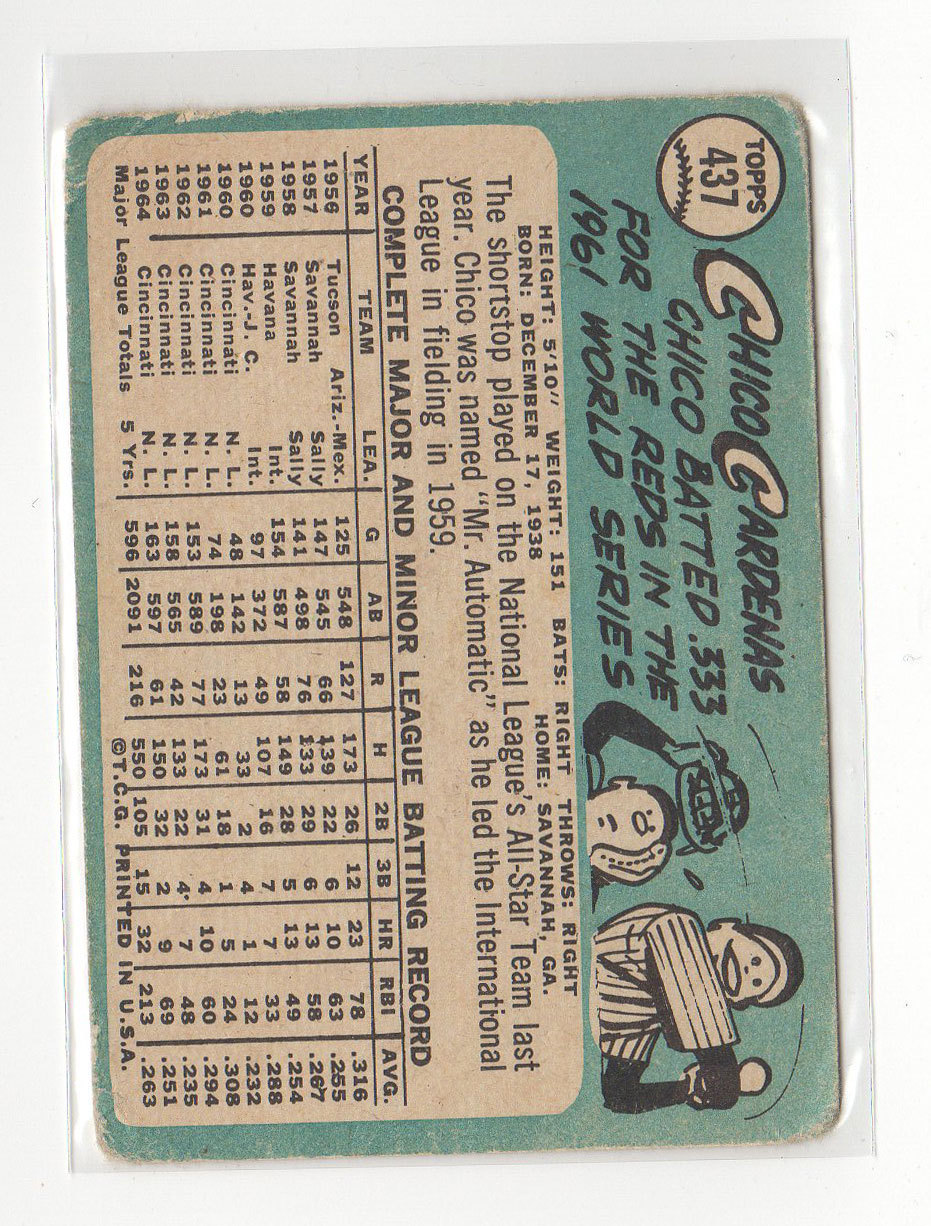 TOPPS
437
CHICO CARDENAS
CHICO BATTED .333
FOR THE REDS IN THE
1961 WORLD SERIES
KEEN
HEIGHT: 5'10" WEIGHT: 151 BATS: RIGHT THROWS: RIGHT
BORN: DECEMBER 17, 1938 HOME: SAVANNAH, GA.
The shortstop played on the National League's All-Star Team last
year. Chico was named "Mr. Automatic" as he led the International
League in fielding in 1959.
COMPLETE MAJOR AND MINOR LEAGUE BATTING RECORD
YEAR TEAM LEA. G AB R H 2B 3B HR RBI AVG.
1956 Tucson Ariz.-Mex. 125 548 127 173 26 12 23 78 .316
1957 Savannah Sally 147 545 66 139 22 6 10 63 .255
1958 Savannah Sally 141 498 76 133 29 6 13 58 .267
1959 Havana Int. 154 587 58 149 28 5 13 49 .254
1960 Hav.-J. C. Int. 97 372 49 107 16 7 7 33 .288
1960 Cincinnati N. L. 48 142 13 33 2 4 1 12 .232
1961 Cincinnati N. L. 74 198 23 61 18 1 5 24 .308
1962 Cincinnati N. L. 153 589 77 173 31 4 10 60 .294
1963 Cincinnati N. L. 158 565 42 133 22 4 7 48 .235
1964 Cincinnati N. L. 163 597 61 150 32 2 9 69 .251
Major League Totals 5 Yrs. 596 2091 216 550 105 15 32 213 .263
©T.C.G. PRINTED IN U.S.A.